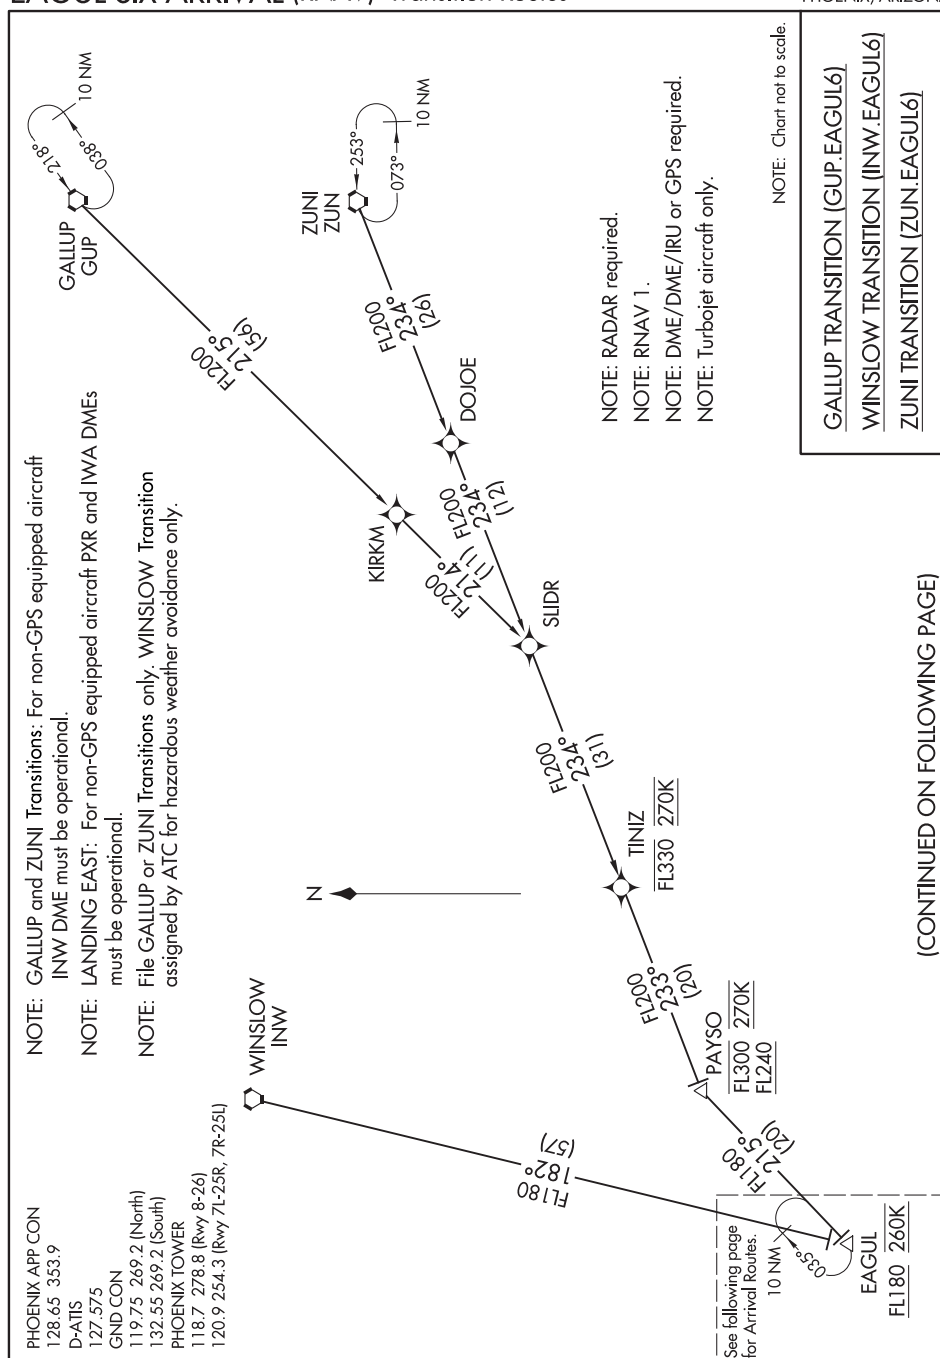 NOTE: GALLUP and ZUNI Transitions: For non-GPS equipped aircraft
INW DME must be operational.
NOTE: LANDING EAST: For non-GPS equipped aircraft PXR and IWA DMEs
must be operational.
NOTE: File GALLUP or ZUNI Transitions only. WINSLOW Transition
assigned by ATC for hazardous weather avoidance only.
PHOENIX APP CON
128.65 353.9
D-ATIS
127.575
GND CON
119.75 269.2 (North)
132.55 269.2 (South)
PHOENIX TOWER
118.7 278.8 (Rwy 8-26)
120.9 254.3 (Rwy 7L-25R, 7R-25L)
GALLUP
GUP
218°
038°
10 NM
FL200
215°
(56)
ZUNI
ZUN
253°
073°
10 NM
FL200
234°
(26)
KIRKM
FL200
214°
(11)
DOJOE
FL200
234°
(12)
SLIDR
FL200
234°
(31)
N
TINIZ
FL330 270K
FL200
233°
(20)
WINSLOW
INW
FL180
182°
(57)
PAYSO
FL300 270K
FL240
FL180
215°
(20)
See following page
for Arrival Routes.
10 NM
035°
EAGUL
FL180 260K
NOTE: RADAR required.
NOTE: RNAV 1.
NOTE: DME/DME/IRU or GPS required.
NOTE: Turbojet aircraft only.
NOTE: Chart not to scale.
GALLUP TRANSITION (GUP.EAGUL6)
WINSLOW TRANSITION (INW.EAGUL6)
ZUNI TRANSITION (ZUN.EAGUL6)
(CONTINUED ON FOLLOWING PAGE)